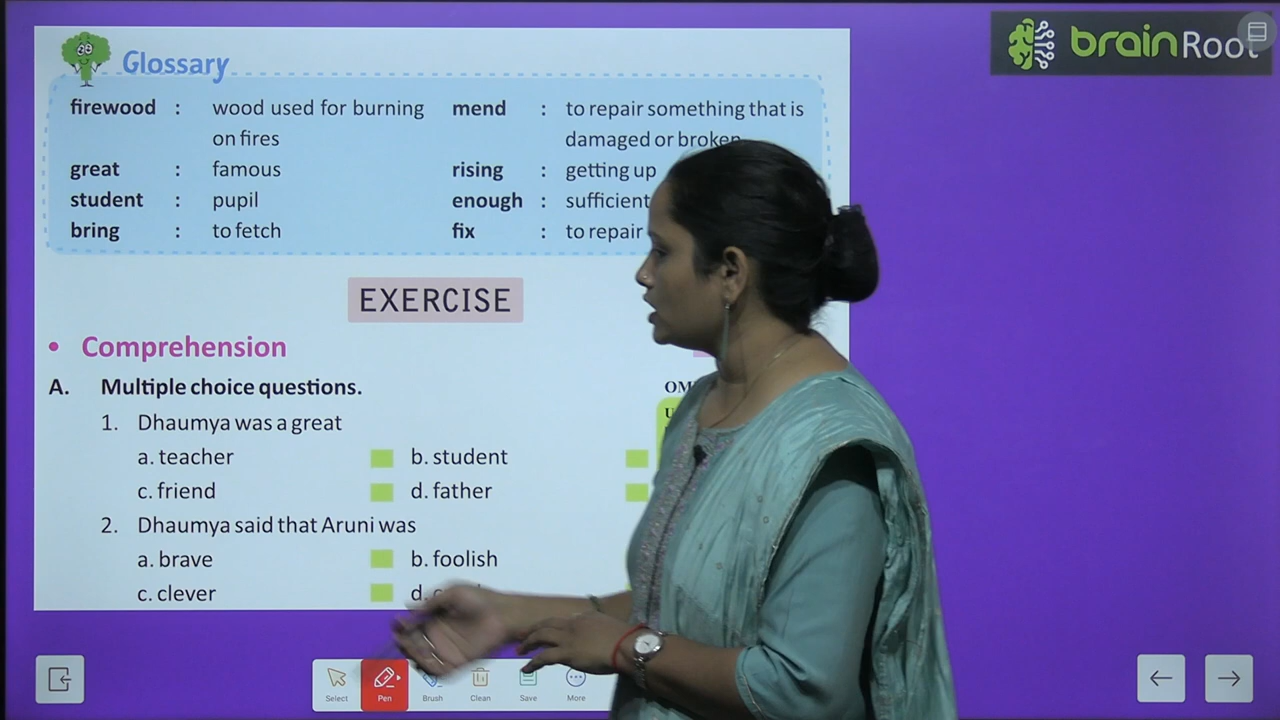 brainRoot
Glossary
firewood : wood used for burning on fires
great : famous
student : pupil
bring : to fetch
mend : to repair something that is damaged or broken
rising : getting up
enough : sufficient
fix : to repair
EXERCISE
• Comprehension
A. Multiple choice questions.
1. Dhaumya was a great
a. teacher b. student
c. friend d. father
2. Dhaumya said that Aruni was
a. brave b. foolish
c. clever d.
Select Pen Brush Clean Save More